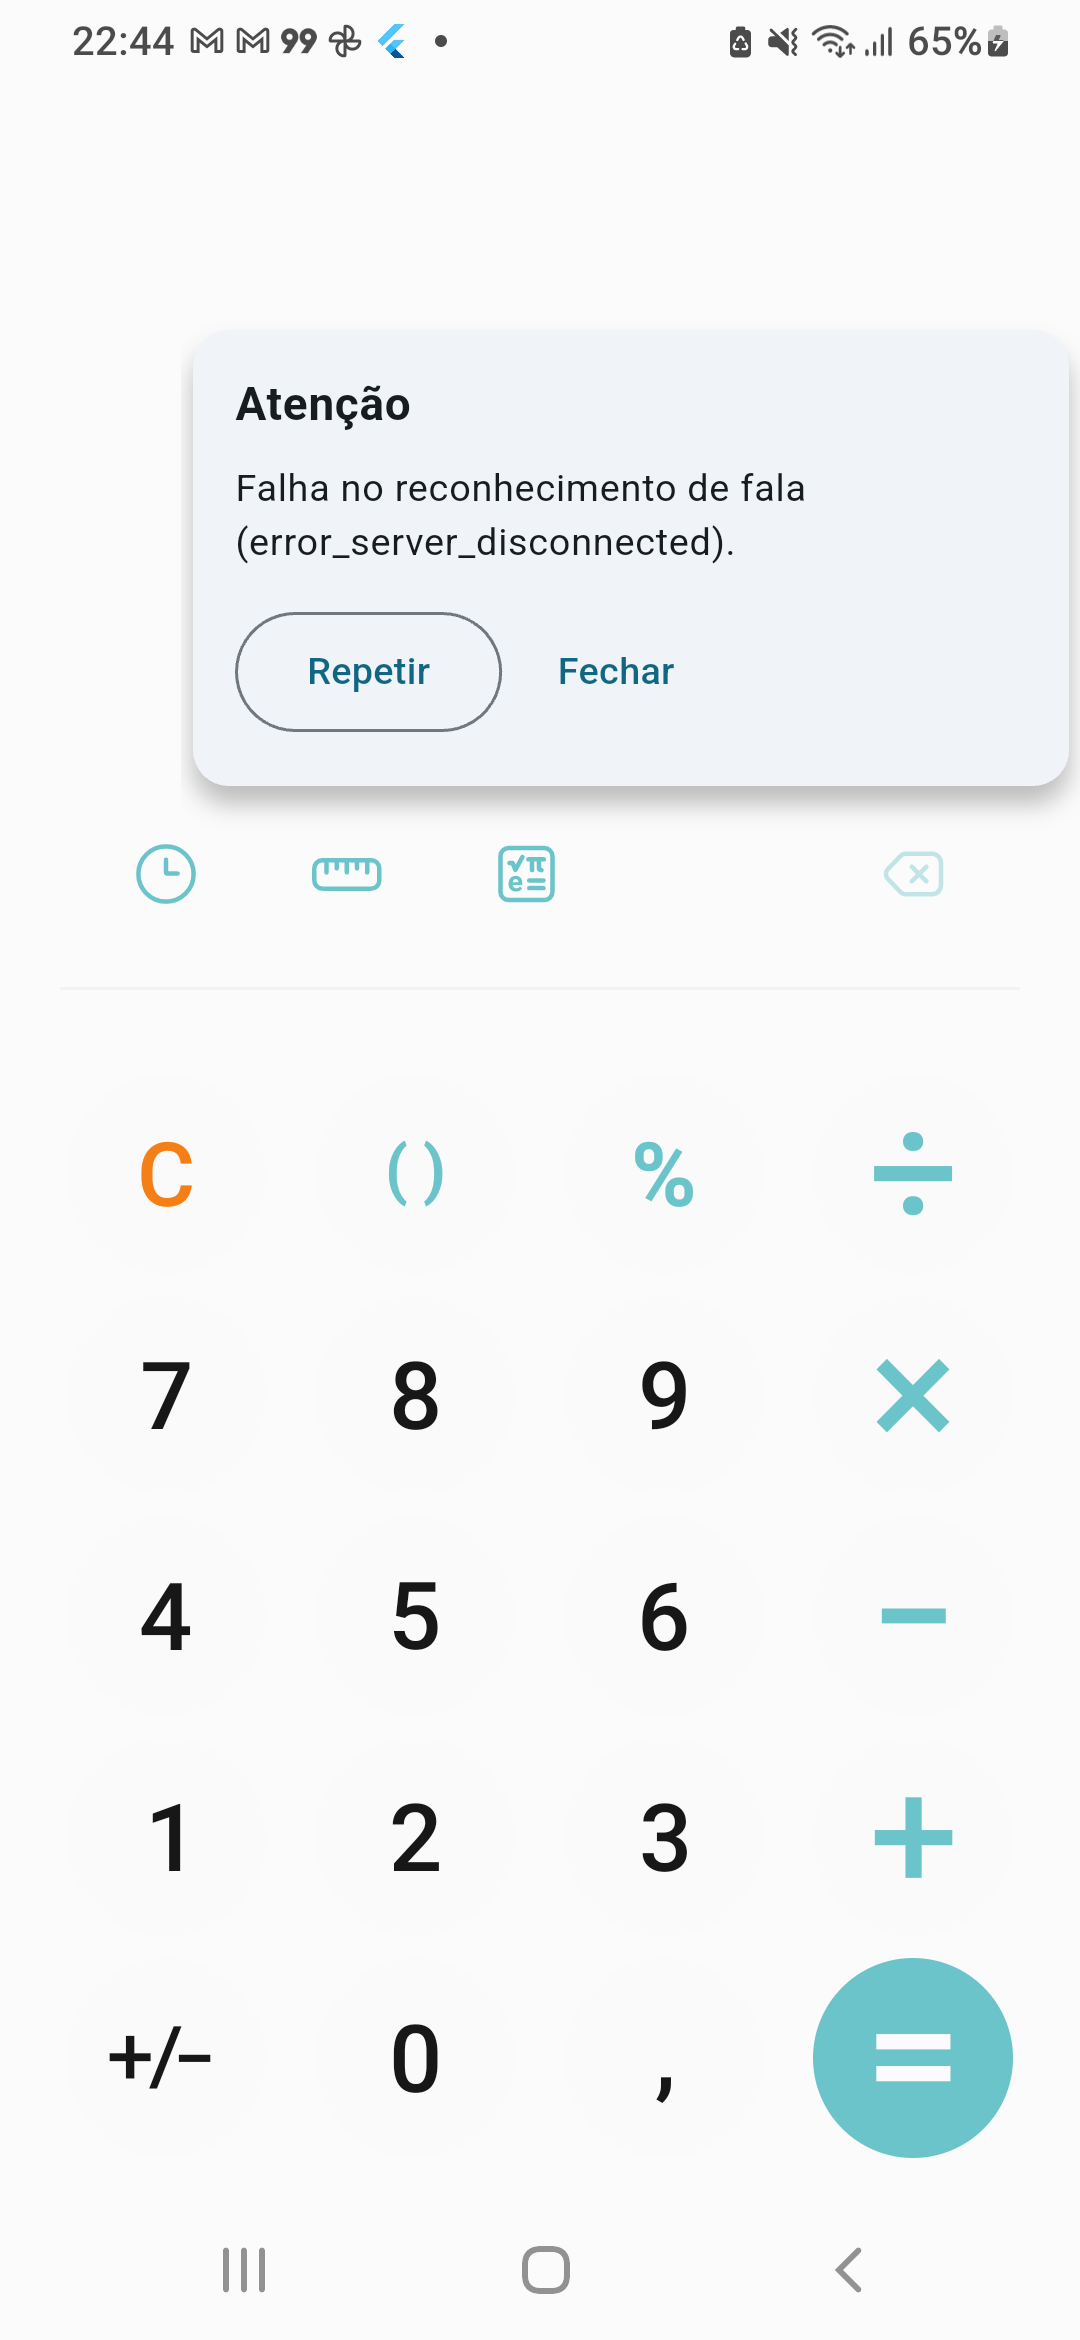 22:44 99 65%
Atenção
Falha no reconhecimento de fala
(error_server_disconnected).
Repetir Fechar
√π
e=
C ( ) % ÷
7 8 9 ×
4 5 6 −
1 2 3 +
+/− 0 , =